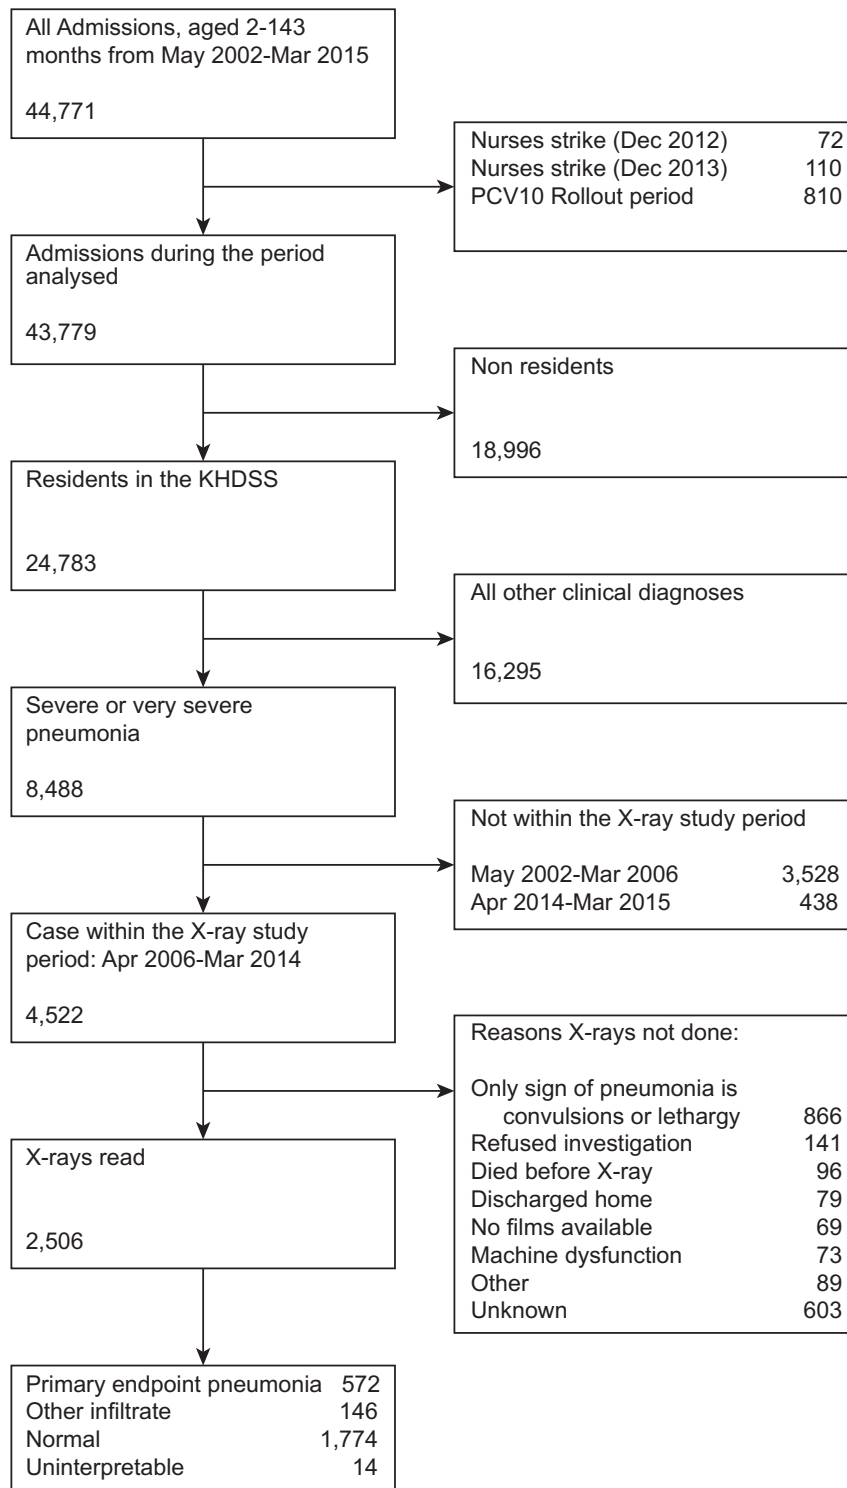 All Admissions, aged 2-143
months from May 2002-Mar 2015
44,771
Nurses strike (Dec 2012) 72
Nurses strike (Dec 2013) 110
PCV10 Rollout period 810
Admissions during the period
analysed
43,779
Non residents
18,996
Residents in the KHDSS
24,783
All other clinical diagnoses
16,295
Severe or very severe
pneumonia
8,488
Not within the X-ray study period
May 2002-Mar 2006 3,528
Apr 2014-Mar 2015 438
Case within the X-ray study
period: Apr 2006-Mar 2014
4,522
Reasons X-rays not done:
Only sign of pneumonia is
convulsions or lethargy 866
Refused investigation 141
Died before X-ray 96
Discharged home 79
No films available 69
Machine dysfunction 73
Other 89
Unknown 603
X-rays read
2,506
Primary endpoint pneumonia 572
Other infiltrate 146
Normal 1,774
Uninterpretable 14